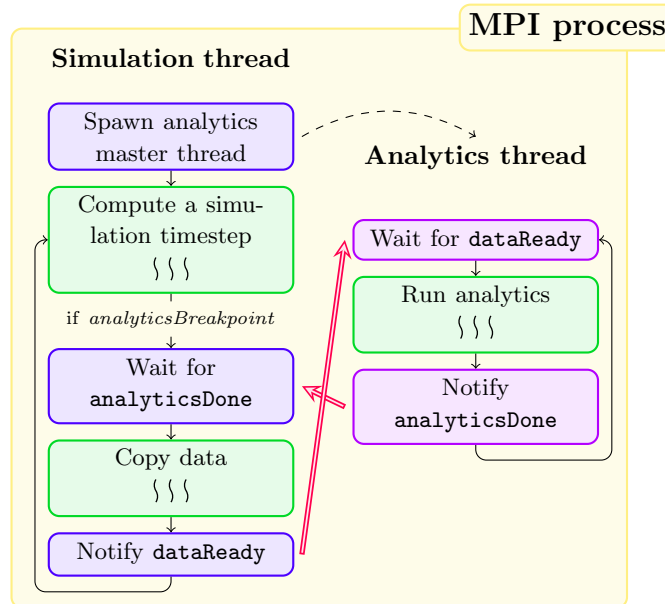 MPI process
Simulation thread
Spawn analytics
master thread
Compute a simu-
lation timestep
if analyticsBreakpoint
Wait for
analyticsDone
Copy data
Notify dataReady
Analytics thread
Wait for dataReady
Run analytics
Notify
analyticsDone